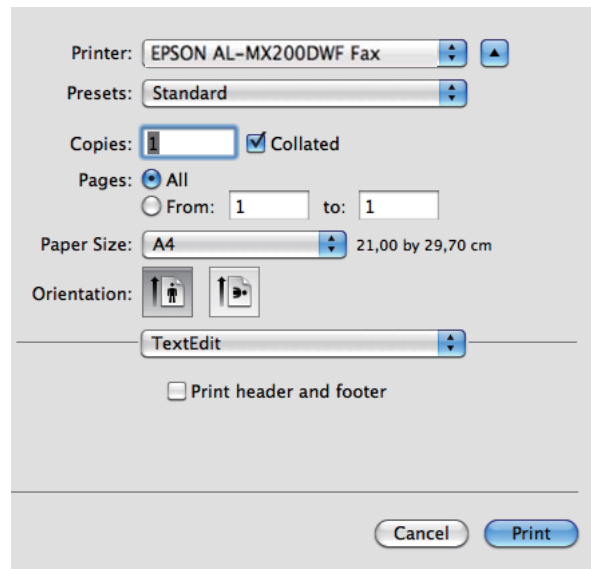 Printer: EPSON AL-MX200DWF Fax
Presets: Standard
Copies: 1 Collated
Pages: All
From: 1 to: 1
Paper Size: A4 21,00 by 29,70 cm
Orientation:
TextEdit
Print header and footer
Cancel Print